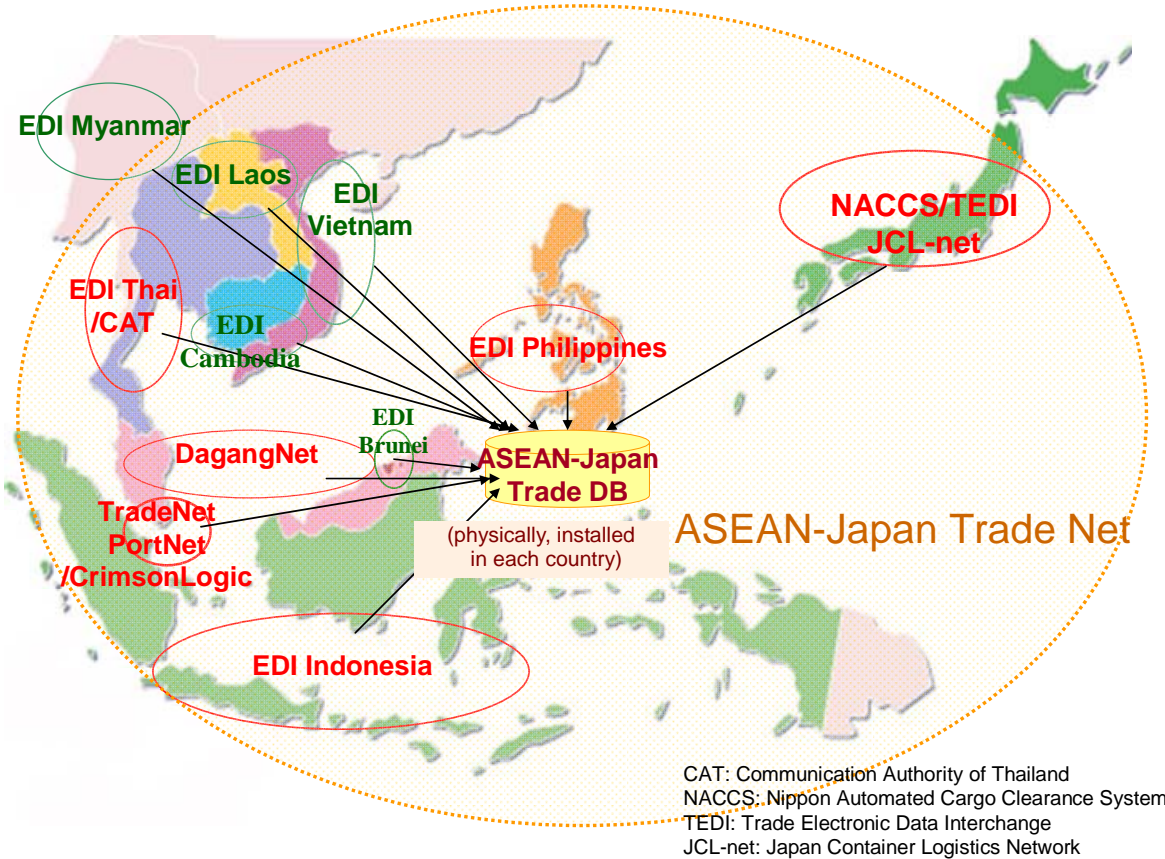 EDI Myanmar
EDI Laos
EDI
Vietnam
NACCS/TEDI
JCL-net
EDI Thai
/CAT
EDI
Cambodia
EDI Philippines
EDI
Brunei
DagangNet
ASEAN-Japan
Trade DB
TradeNet
PortNet
/CrimsonLogic
(physically, installed
in each country)
ASEAN-Japan Trade Net
EDI Indonesia
CAT: Communication Authority of Thailand
NACCS: Nippon Automated Cargo Clearance System
TEDI: Trade Electronic Data Interchange
JCL-net: Japan Container Logistics Network